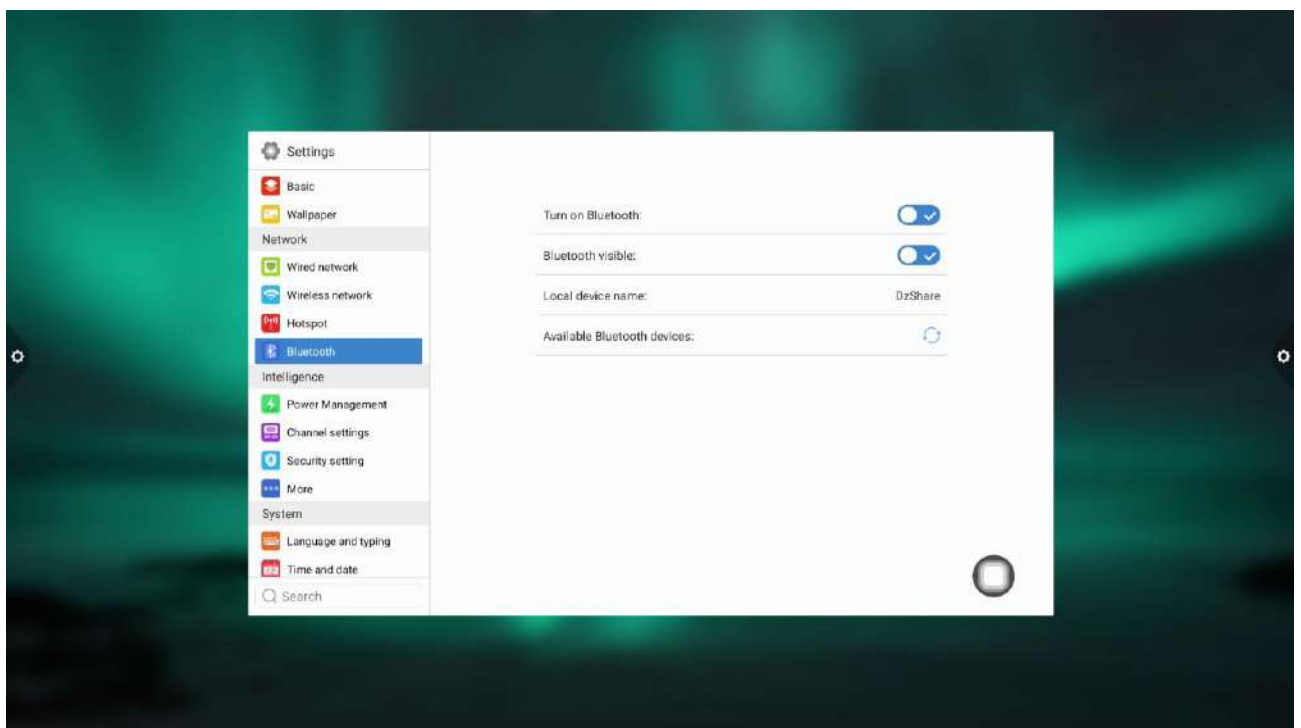 Settings
Basic
Wallpaper
Network
Wired network
Wireless network
Hotspot
Bluetooth
Intelligence
Power Management
Channel settings
Security setting
More
System
Language and typing
Time and date
Search
Turn on Bluetooth:
Bluetooth visible:
Local device name: DzShare
Available Bluetooth devices: